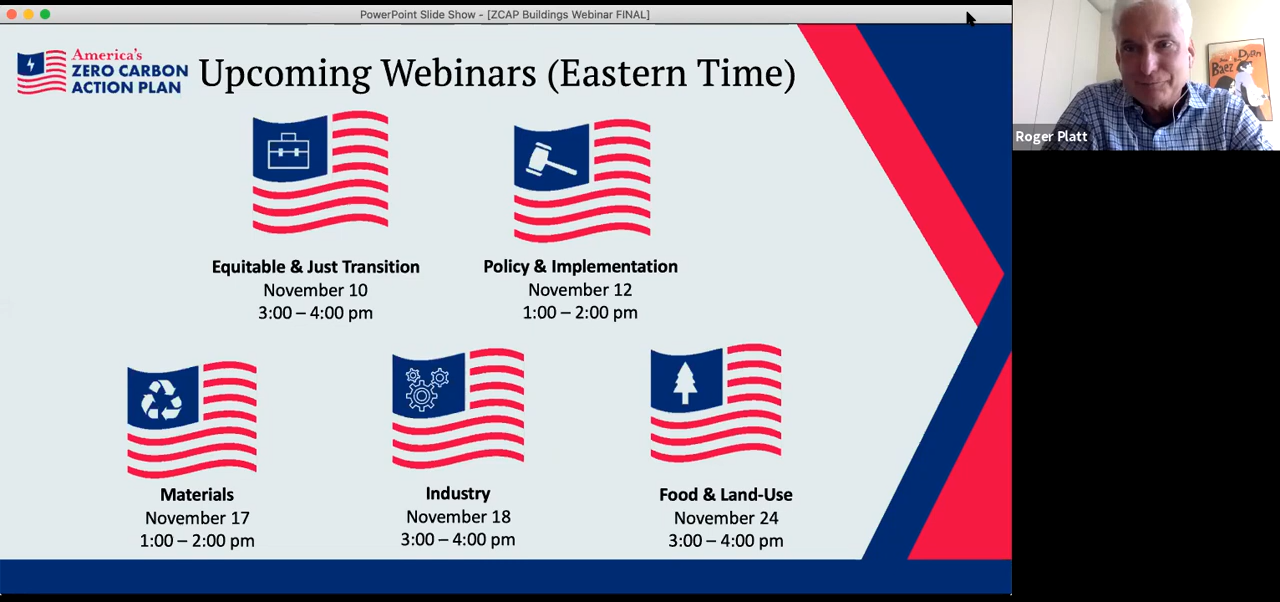 PowerPoint Slide Show - [ZCAP Buildings Webinar FINAL]
America's
ZERO CARBON
ACTION PLAN
Upcoming Webinars (Eastern Time)
Equitable & Just Transition
November 10
3:00 – 4:00 pm
Policy & Implementation
November 12
1:00 – 2:00 pm
Materials
November 17
1:00 – 2:00 pm
Industry
November 18
3:00 – 4:00 pm
Food & Land-Use
November 24
3:00 – 4:00 pm
Dylan
Baez
Roger Platt